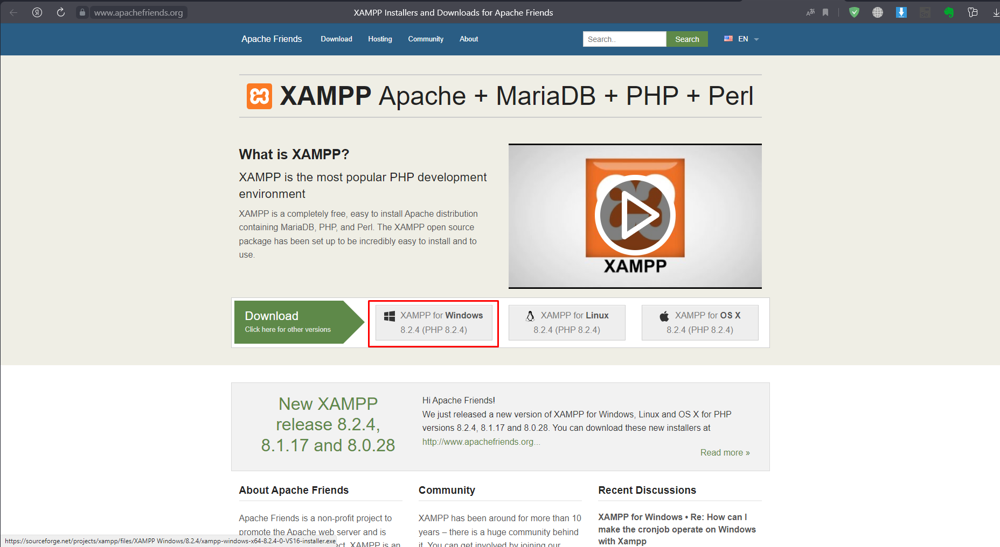 www.apachefriends.org
XAMPP Installers and Downloads for Apache Friends
Apache Friends
Download
Hosting
Community
About
Search..
Search
EN
XAMPP Apache + MariaDB + PHP + Perl
What is XAMPP?
XAMPP is the most popular PHP development
environment
XAMPP is a completely free, easy to install Apache distribution
containing MariaDB, PHP, and Perl. The XAMPP open source
package has been set up to be incredibly easy to install and to
use.
XAMPP
Download
Click here for other versions
XAMPP for Windows
8.2.4 (PHP 8.2.4)
XAMPP for Linux
8.2.4 (PHP 8.2.4)
XAMPP for OS X
8.2.4 (PHP 8.2.4)
New XAMPP
release 8.2.4,
8.1.17 and 8.0.28
Hi Apache Friends!
We just released a new version of XAMPP for Windows, Linux and OS X for PHP
versions 8.2.4, 8.1.17 and 8.0.28. You can download these new installers at
http://www.apachefriends.org...
Read more »
About Apache Friends
Apache Friends is a non-profit project to
promote the Apache web server and is
XAMPP is an
Community
XAMPP has been around for more than 10
years – there is a huge community behind
it. You can get involved by joining our
Recent Discussions
XAMPP for Windows • Re: How can I
make the cronjob operate on Windows
with Xampp
https://sourceforge.net/projects/xampp/files/XAMPP Windows/8.2.4/xampp-windows-x64-8.2.4-0-VS16-installer.exe